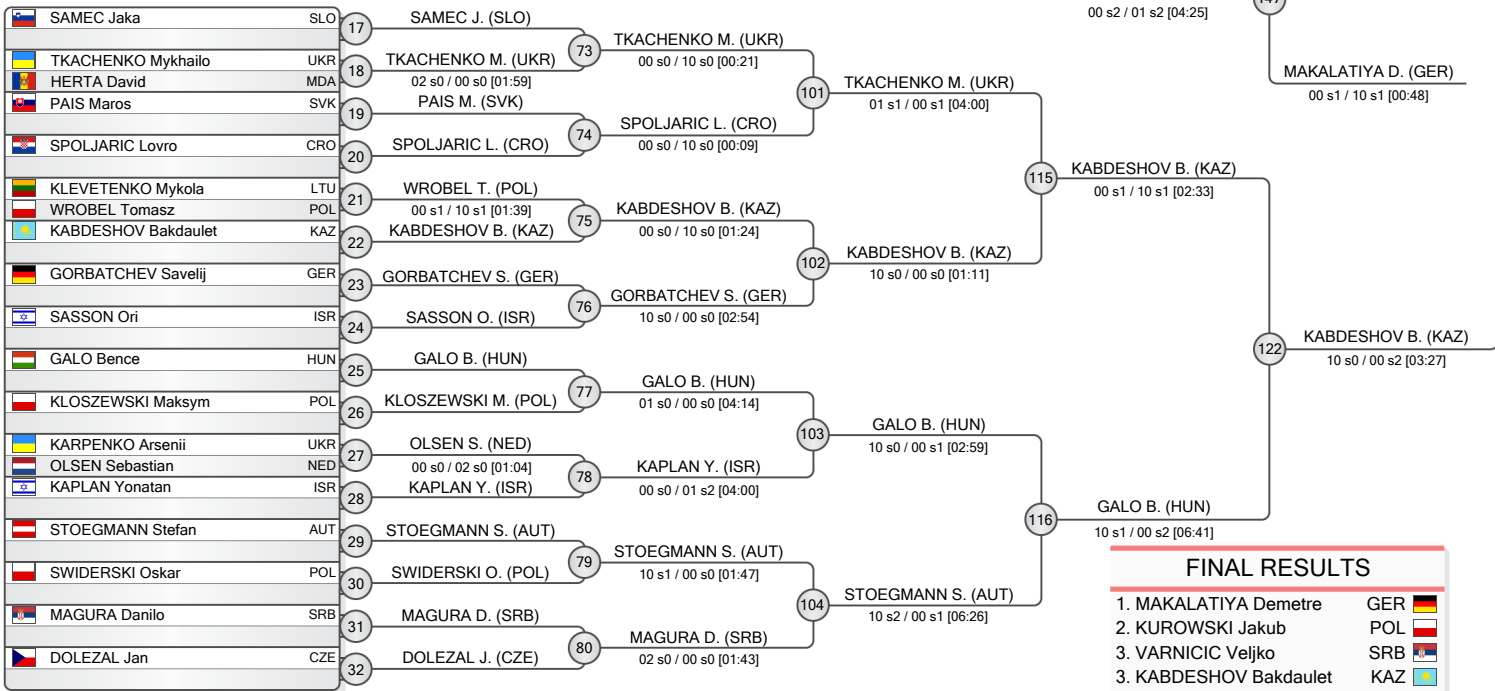 SAMEC Jaka SLO
TKACHENKO Mykhailo UKR
HERTA David MDA
PAIS Maros SVK
SPOLJARIC Lovro CRO
KLEVETENKO Mykola LTU
WROBEL Tomasz POL
KABDESHOV Bakdaulet KAZ
GORBATCHEV Savelij GER
SASSON Ori ISR
GALO Bence HUN
KLOSZEWSKI Maksym POL
KARPENKO Arsenii UKR
OLSEN Sebastian NED
KAPLAN Yonatan ISR
STOEGMANN Stefan AUT
SWIDERSKI Oskar POL
MAGURA Danilo SRB
DOLEZAL Jan CZE
17
18
19
20
21
22
23
24
25
26
27
28
29
30
31
32
SAMEC J. (SLO)
TKACHENKO M. (UKR)
02 s0 / 00 s0 [01:59]
PAIS M. (SVK)
SPOLJARIC L. (CRO)
WROBEL T. (POL)
00 s1 / 10 s1 [01:39]
KABDESHOV B. (KAZ)
GORBATCHEV S. (GER)
SASSON O. (ISR)
GALO B. (HUN)
KLOSZEWSKI M. (POL)
OLSEN S. (NED)
00 s0 / 02 s0 [01:04]
KAPLAN Y. (ISR)
STOEGMANN S. (AUT)
SWIDERSKI O. (POL)
MAGURA D. (SRB)
DOLEZAL J. (CZE)
73
74
75
76
77
78
79
80
TKACHENKO M. (UKR)
00 s0 / 10 s0 [00:21]
SPOLJARIC L. (CRO)
00 s0 / 10 s0 [00:09]
KABDESHOV B. (KAZ)
00 s0 / 10 s0 [01:24]
GORBATCHEV S. (GER)
10 s0 / 00 s0 [02:54]
GALO B. (HUN)
01 s0 / 00 s0 [04:14]
KAPLAN Y. (ISR)
00 s0 / 01 s2 [04:00]
STOEGMANN S. (AUT)
10 s1 / 00 s0 [01:47]
MAGURA D. (SRB)
02 s0 / 00 s0 [01:43]
101
102
103
104
TKACHENKO M. (UKR)
01 s1 / 00 s1 [04:00]
KABDESHOV B. (KAZ)
10 s0 / 00 s0 [01:11]
GALO B. (HUN)
10 s0 / 00 s1 [02:59]
STOEGMANN S. (AUT)
10 s2 / 00 s1 [06:26]
115
116
KABDESHOV B. (KAZ)
00 s1 / 10 s1 [02:33]
GALO B. (HUN)
10 s1 / 00 s2 [06:41]
122
KABDESHOV B. (KAZ)
10 s0 / 00 s2 [03:27]
00 s2 / 01 s2 [04:25]
MAKALATIYA D. (GER)
00 s1 / 10 s1 [00:48]
FINAL RESULTS
1. MAKALATIYA Demetre GER
2. KUROWSKI Jakub POL
3. VARNICIC Veljko SRB
3. KABDESHOV Bakdaulet KAZ